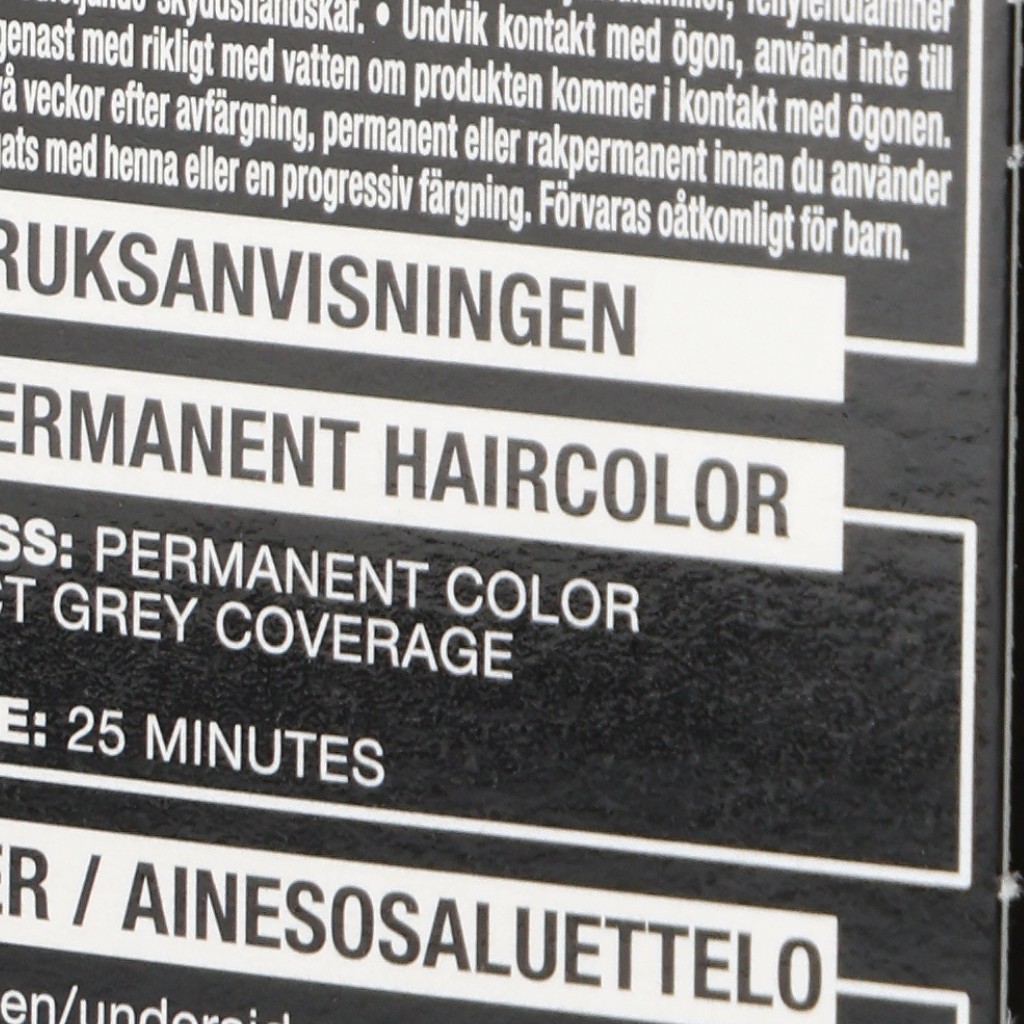 skyddshandskar. • Undvik kontakt med ögon, använd inte till
genast med rikligt med vatten om produkten kommer i kontakt med ögonen.
veckor efter avfärgning, permanent eller rakpermanent innan du använder
med henna eller en progressiv färgning. Förvaras oåtkomligt för barn.
RUKSANVISNINGEN
ERMANENT HAIRCOLOR
SS: PERMANENT COLOR
CT GREY COVERAGE
E: 25 MINUTES
ER / AINESOSALUETTELO